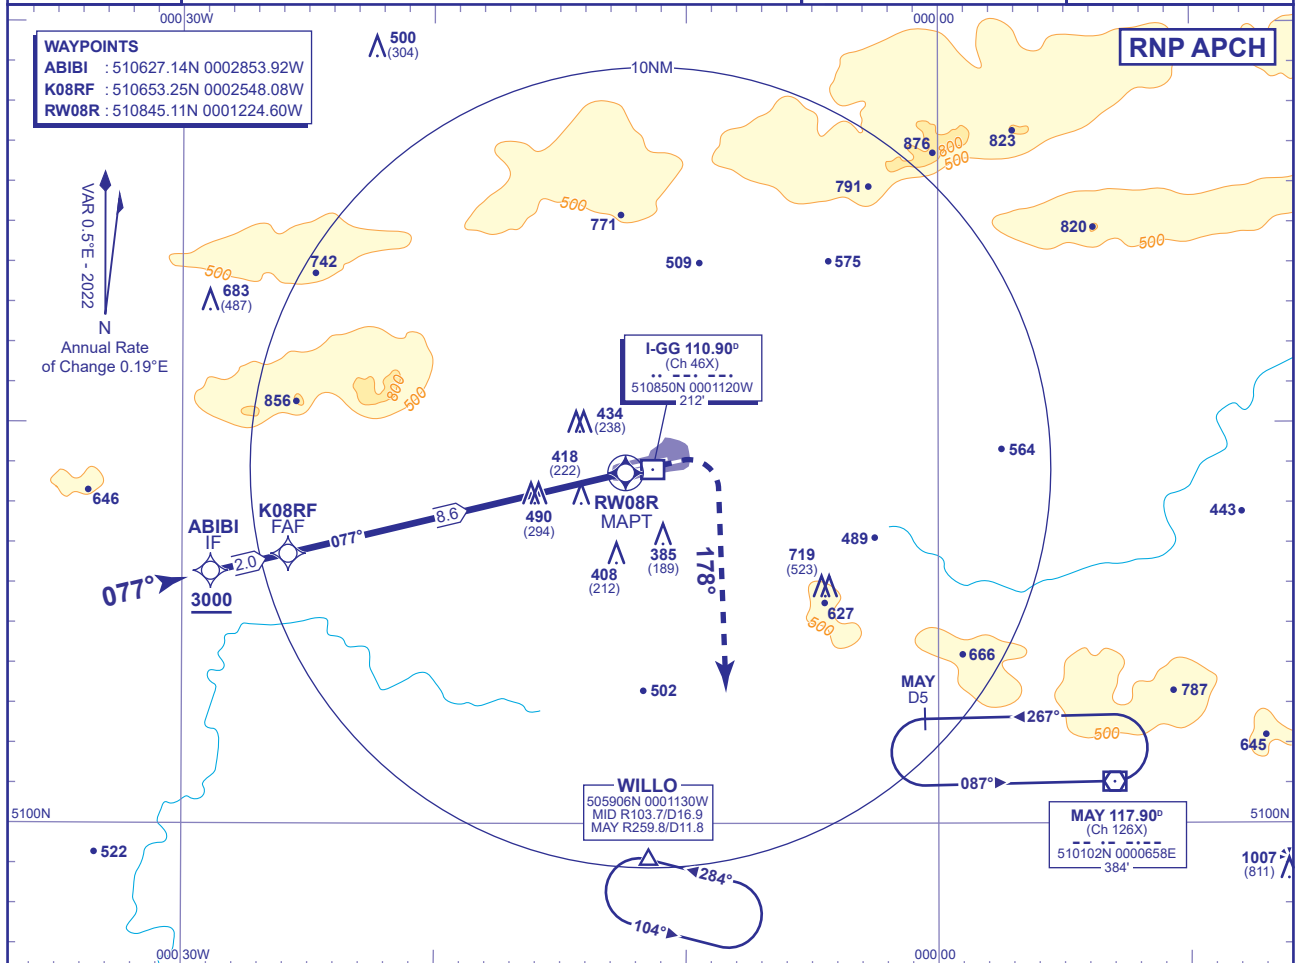 000 30W
000 00
WAYPOINTS
ABIBI : 510627.14N 0002853.92W
K08RF : 510653.25N 0002548.08W
RW08R : 510845.11N 0001224.60W
500
(304)
RNP APCH
10NM
876
800
500
823
791
500
771
820
500
VAR 0.5°E - 2022
N
Annual Rate
of Change 0.19°E
742
500
683
(487)
509
575
I-GG 110.90ᴰ
(Ch 46X)
510850N 0001120W
212'
856
800
500
434
(238)
418
(222)
564
646
443
RW08R
MAPT
490
(294)
K08RF
FAF
ABIBI
IF
8.6
077°
2.0
077°
3000
385
(189)
408
(212)
178°
489
719
(523)
627
500
666
502
MAY
D5
787
500
645
267°
087°
WILLO
505906N 0001130W
MID R103.7/D16.9
MAY R259.8/D11.8
MAY 117.90ᴰ
(Ch 126X)
510102N 0000658E
384'
5100N
5100N
522
1007
(811)
284°
104°
000 30W
000 00